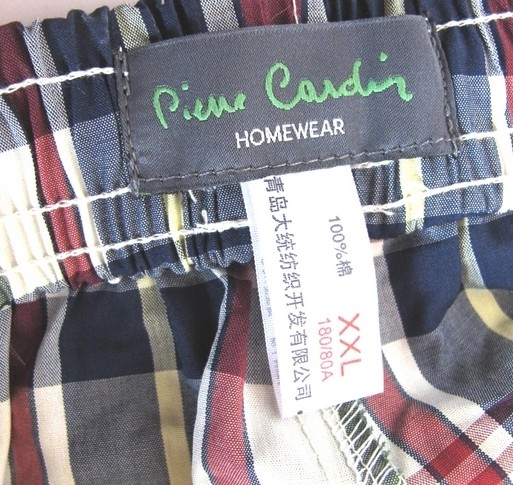 Pierre Cardin
HOMEWEAR
100%棉
XXL
180/80A
青岛大统纺织开发有限公司